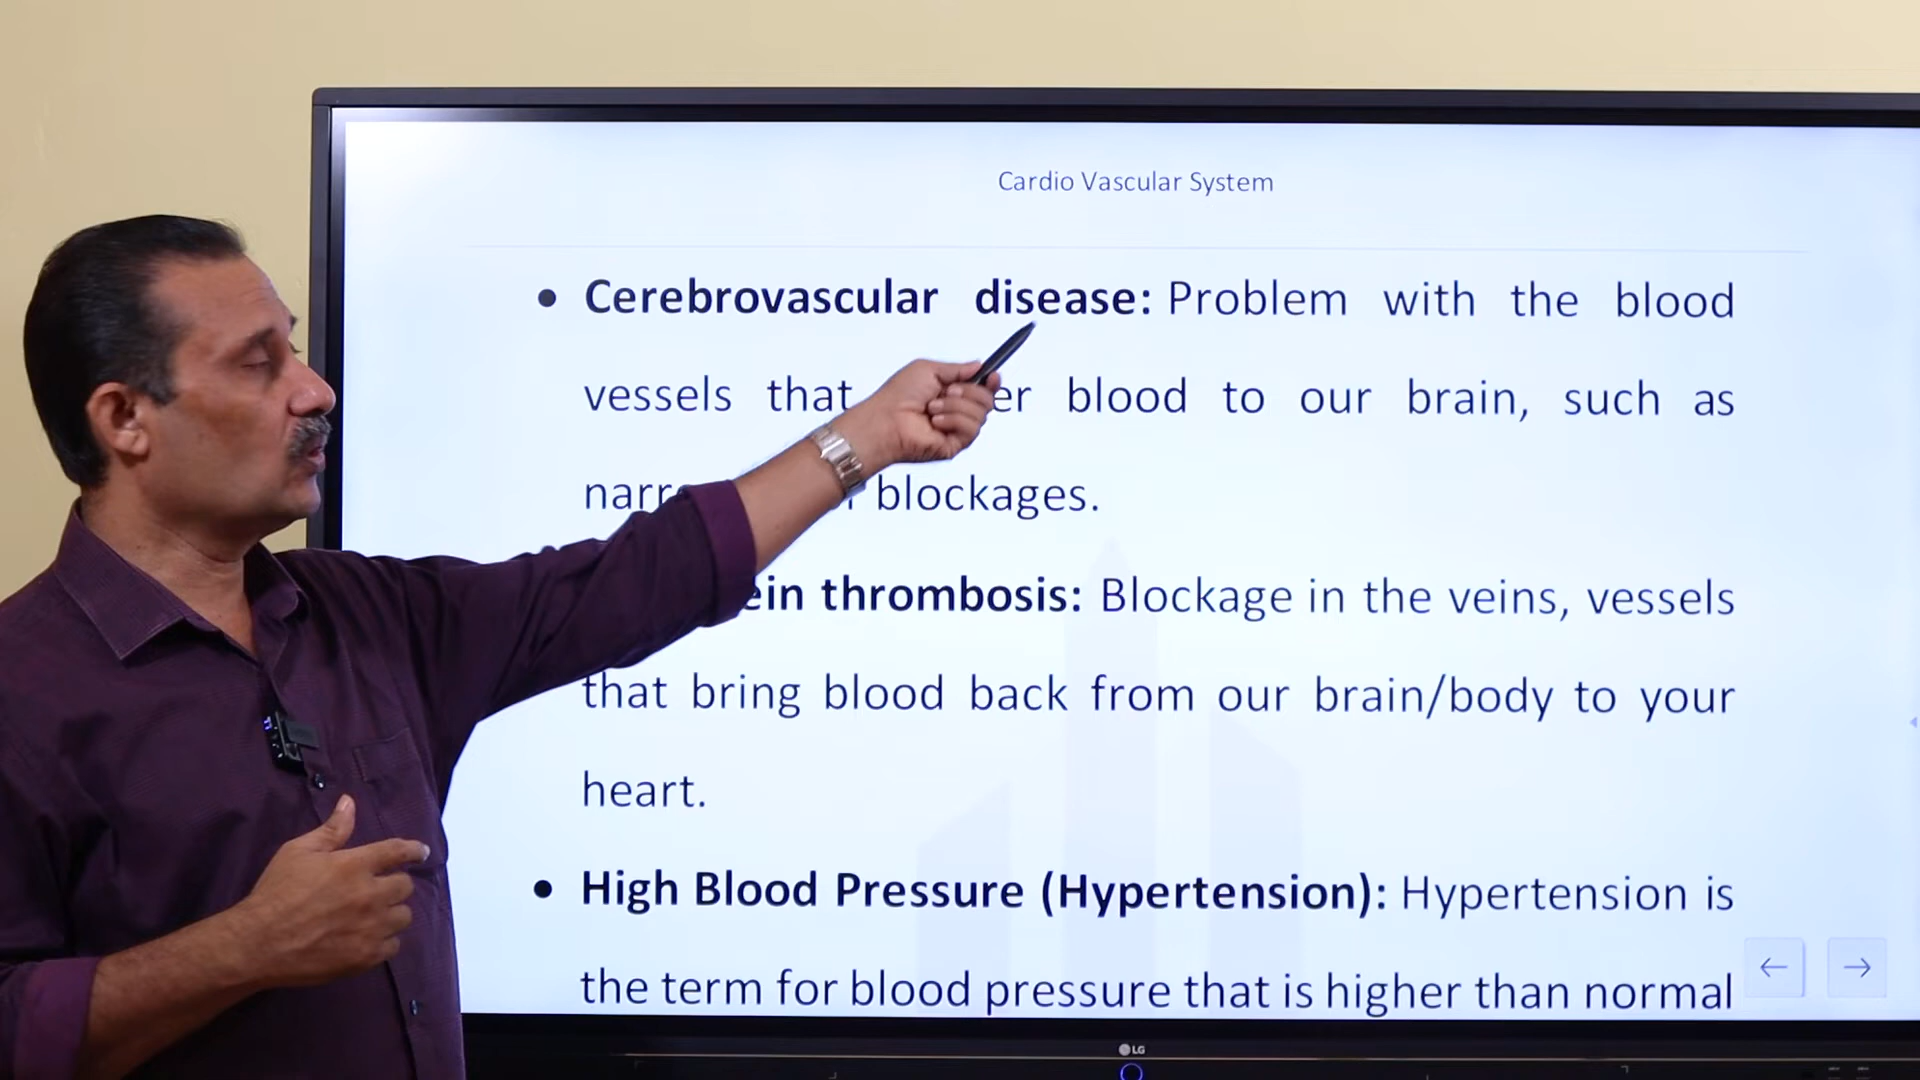 Cardio Vascular System
• Cerebrovascular disease: Problem with the blood
vessels that blood to our brain, such as
blockages.
thrombosis: Blockage in the veins, vessels
that bring blood back from our brain/body to your
heart.
• High Blood Pressure (Hypertension): Hypertension is
the term for blood pressure that is higher than normal
LG